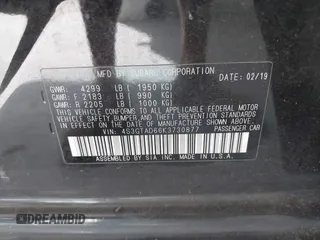 MFD. BY SUBARU CORPORATION DATE: 02/19
GVWR: 4299 LB ( 1950 KG)
GAWR: F 2183 LB ( 990 KG)
GAWR: R 2205 LB ( 1000 KG)
THIS VEHICLE CONFORMS TO ALL APPLICABLE FEDERAL MOTOR
VEHICLE SAFETY BUMPER AND THEFT PREVENTION STANDARDS
IN EFFECT ON THE DATE OF MANUFACTURE SHOWN ABOVE.
VIN: 4S3GTAD66K3730877 PASSENGER CAR
ASSEMBLED BY SIA INC. MADE IN U.S.A.
DREAMBID